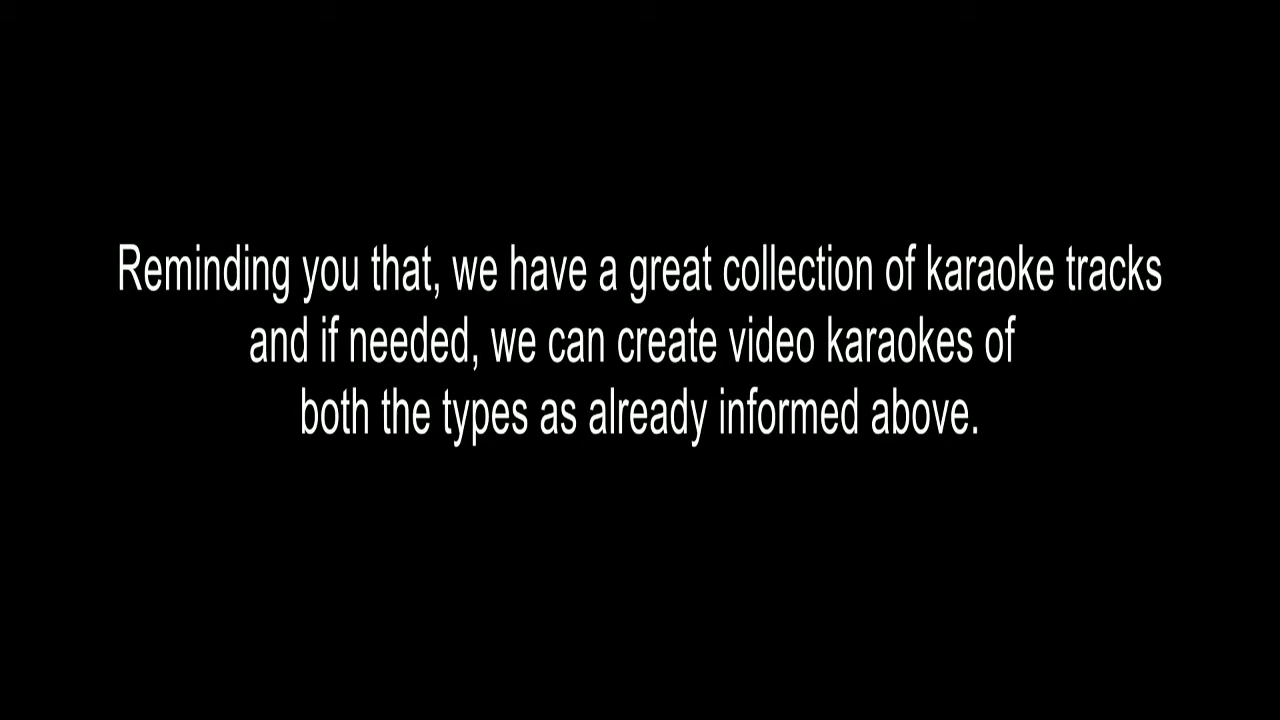 Reminding you that, we have a great collection of karaoke tracks
and if needed, we can create video karaokes of
both the types as already informed above.